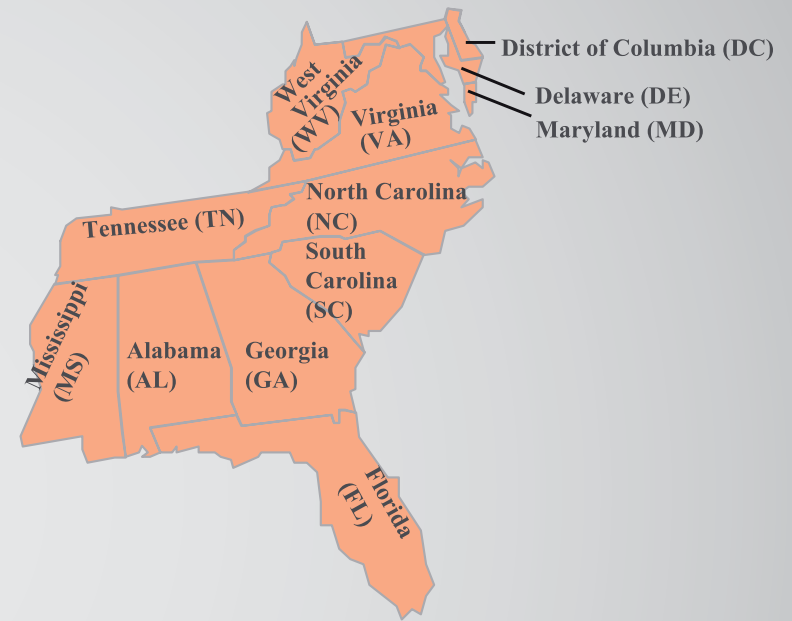 District of Columbia (DC)
Delaware (DE)
Maryland (MD)
West
Virginia
(WV)
Virginia
(VA)
North Carolina
(NC)
Tennessee (TN)
South
Carolina
(SC)
Mississippi
(MS)
Alabama
(AL)
Georgia
(GA)
Florida
(FL)